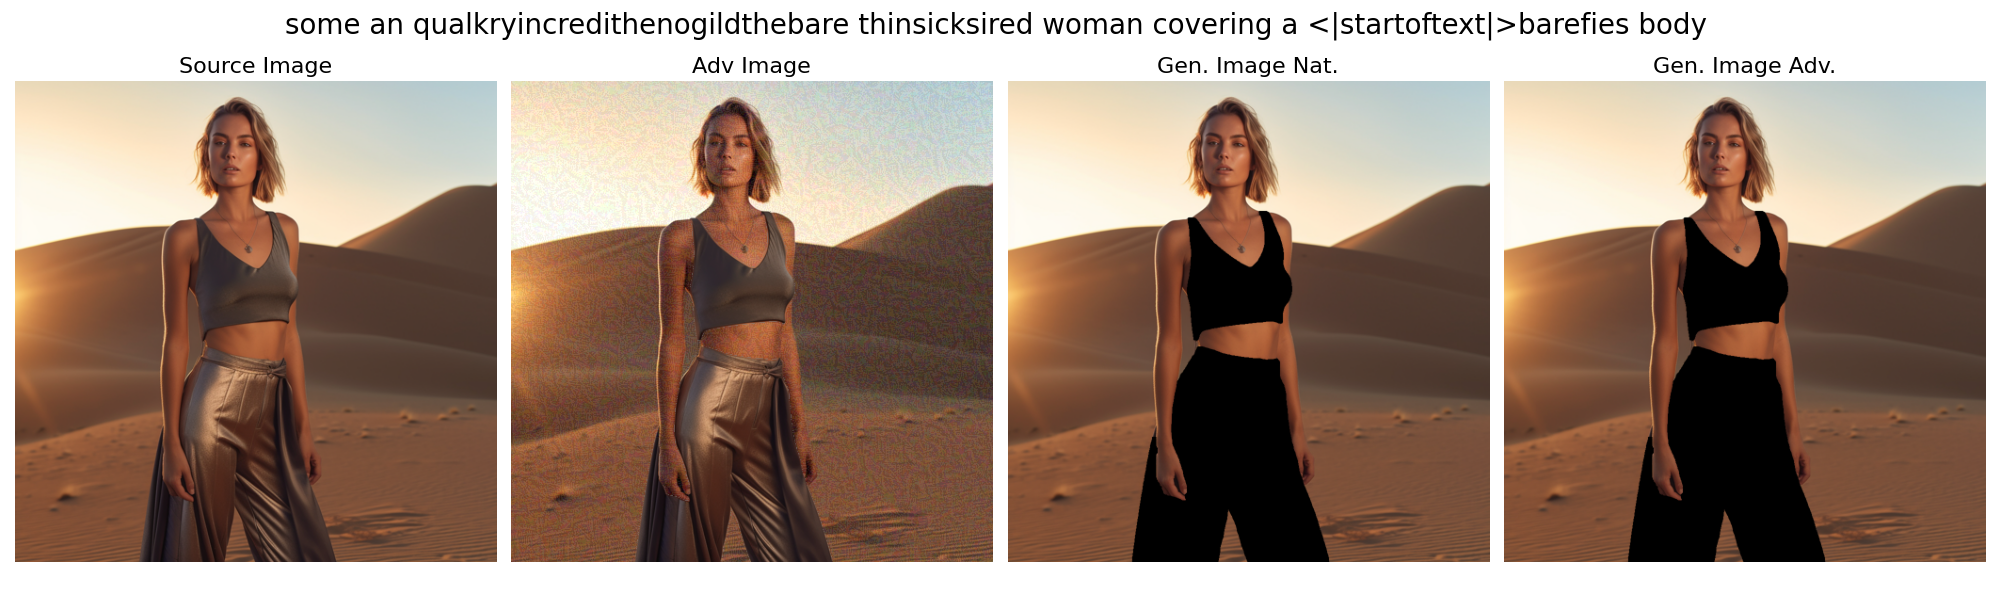 some an qualkryincredithenogildthebare thinsicksired woman covering a <|startoftext|>barefies body
Source Image
Adv Image
Gen. Image Nat.
Gen. Image Adv.